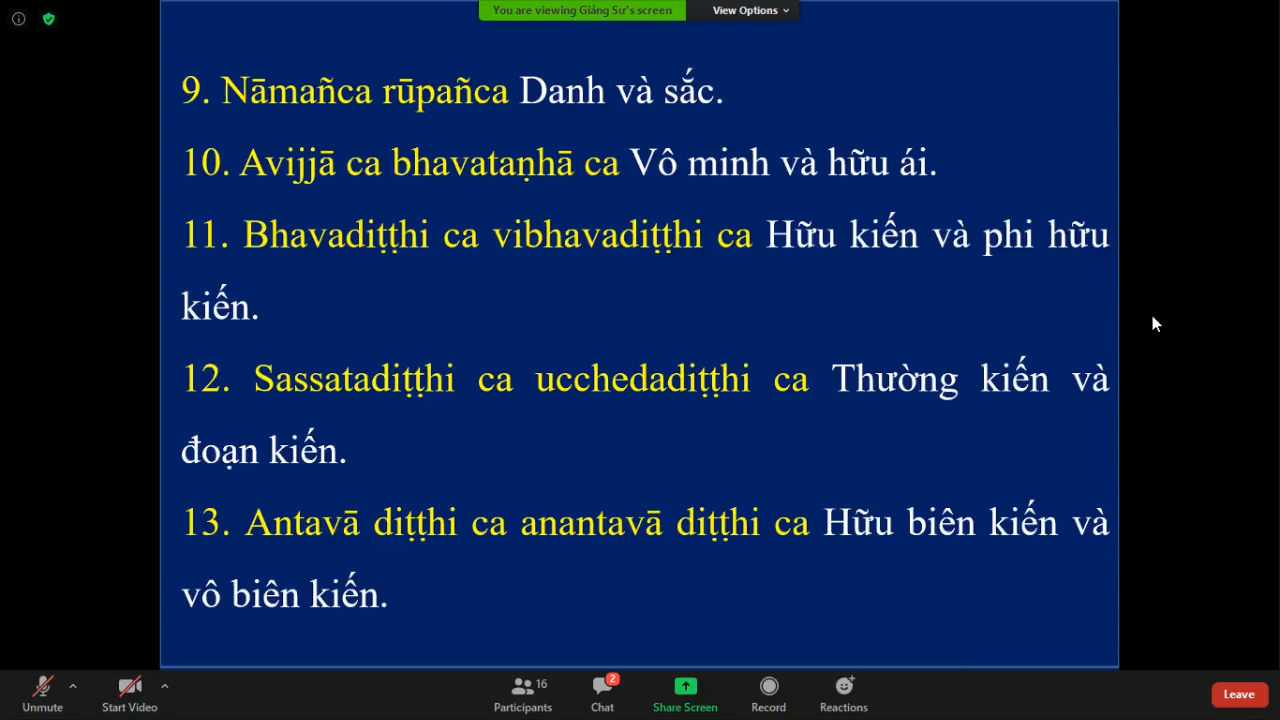 You are viewing Giảng Sư's screen View Options
9. Nāmañca rūpañca Danh và sắc.
10. Avijjā ca bhavataṇhā ca Vô minh và hữu ái.
11. Bhavadiṭṭhi ca vibhavadiṭṭhi ca Hữu kiến và phi hữu
kiến.
12. Sassatadiṭṭhi ca ucchedadiṭṭhi ca Thường kiến và
đoạn kiến.
13. Antavā diṭṭhi ca anantavā diṭṭhi ca Hữu biên kiến và
vô biên kiến.
16 2
Unmute Start Video Participants Chat Share Screen Record Reactions Leave